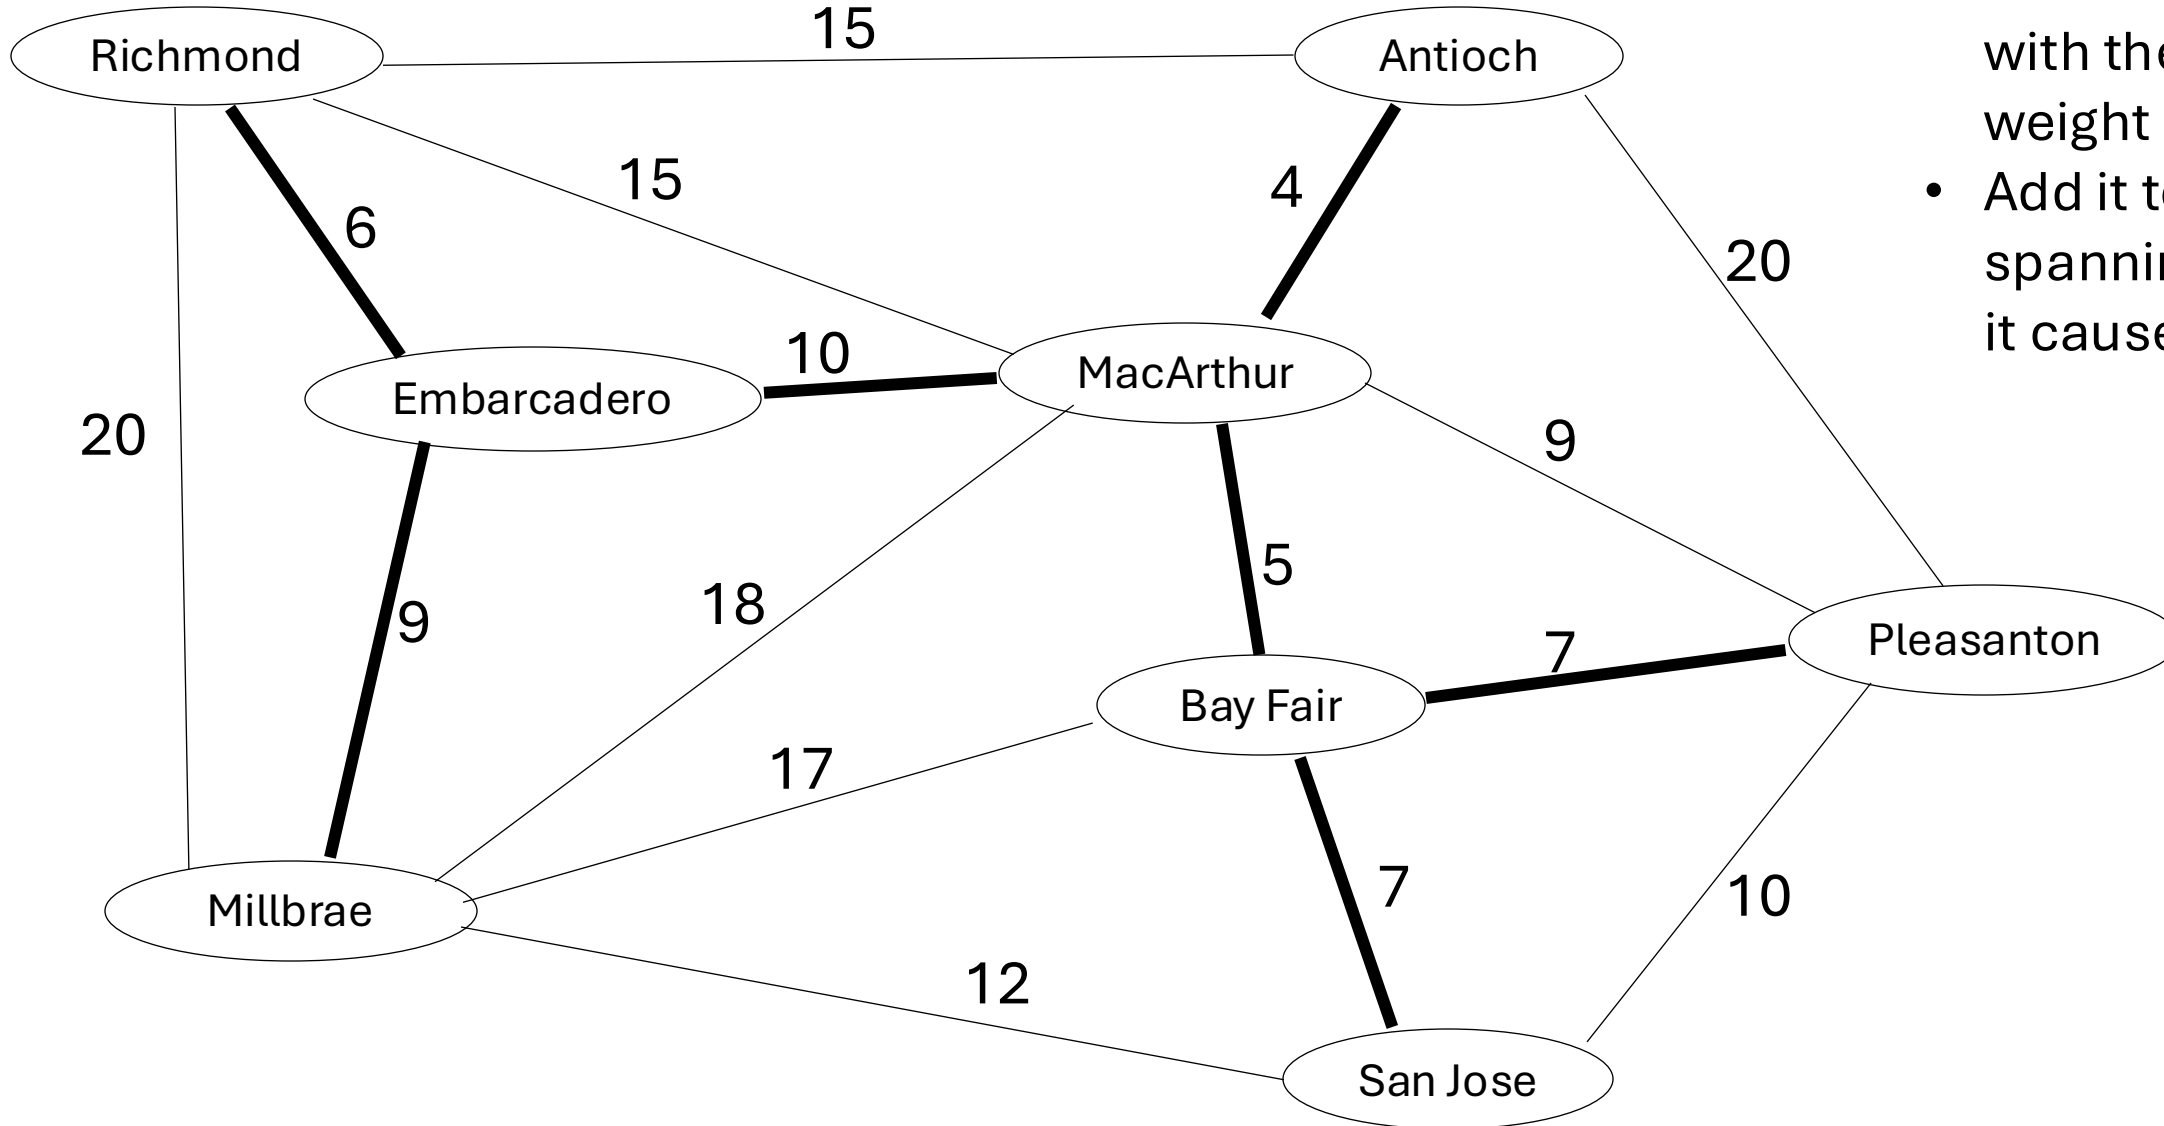 Richmond
15
Antioch
with the
weight
15
4
• Add it to
6
20
spannin
it cause
10
MacArthur
Embarcadero
20
9
5
18
9
7
Pleasanton
Bay Fair
17
7
10
Millbrae
12
San Jose